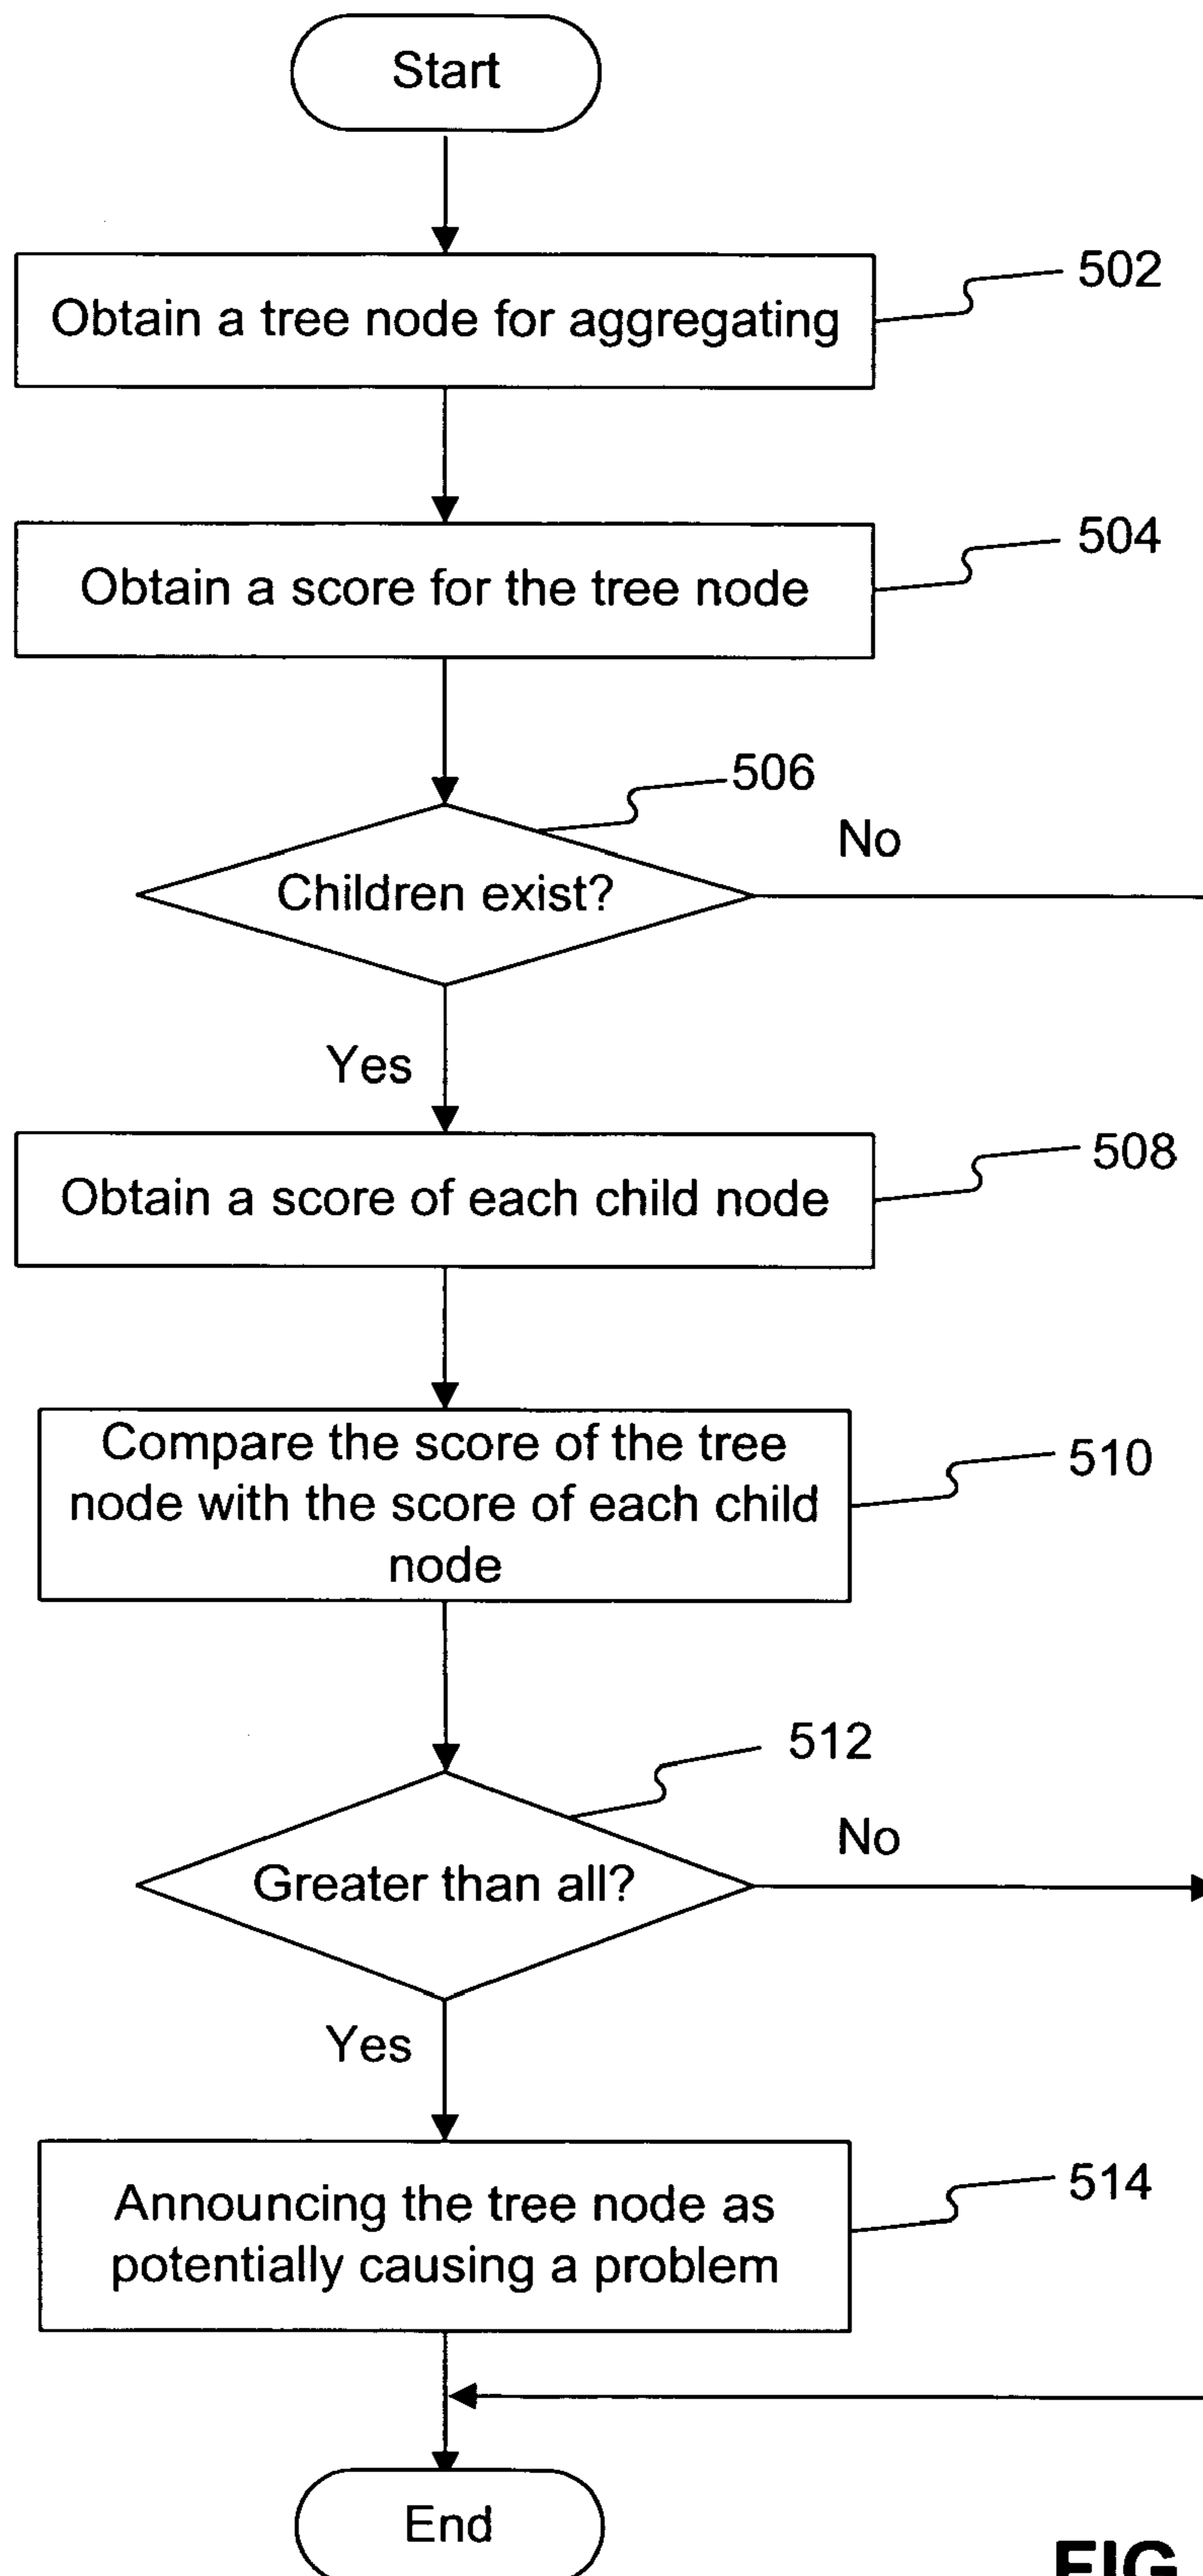 Start
Obtain a tree node for aggregating
502
Obtain a score for the tree node
504
506
No
Children exist?
Yes
Obtain a score of each child node
508
Compare the score of the tree
node with the score of each child
node
510
512
No
Greater than all?
Yes
Announcing the tree node as
potentially causing a problem
514
End
FIG